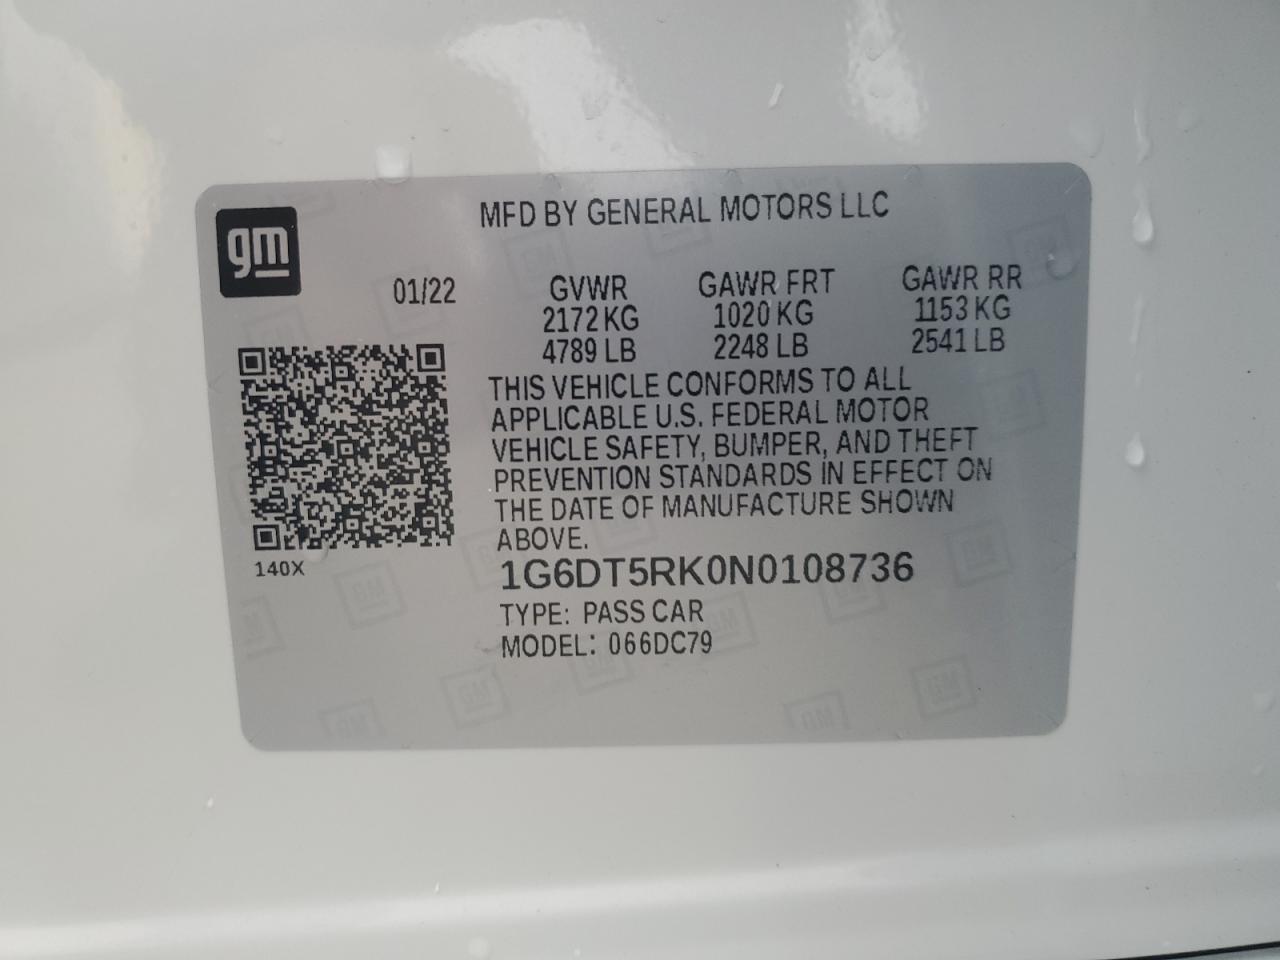 gm
MFD BY GENERAL MOTORS LLC
01/22 GVWR GAWR FRT GAWR RR
2172 KG 1020 KG 1153 KG
4789 LB 2248 LB 2541 LB
THIS VEHICLE CONFORMS TO ALL
APPLICABLE U.S. FEDERAL MOTOR
VEHICLE SAFETY, BUMPER, AND THEFT
PREVENTION STANDARDS IN EFFECT ON
THE DATE OF MANUFACTURE SHOWN
ABOVE.
140X
1G6DT5RK0N0108736
TYPE: PASS CAR
MODEL: 066DC79